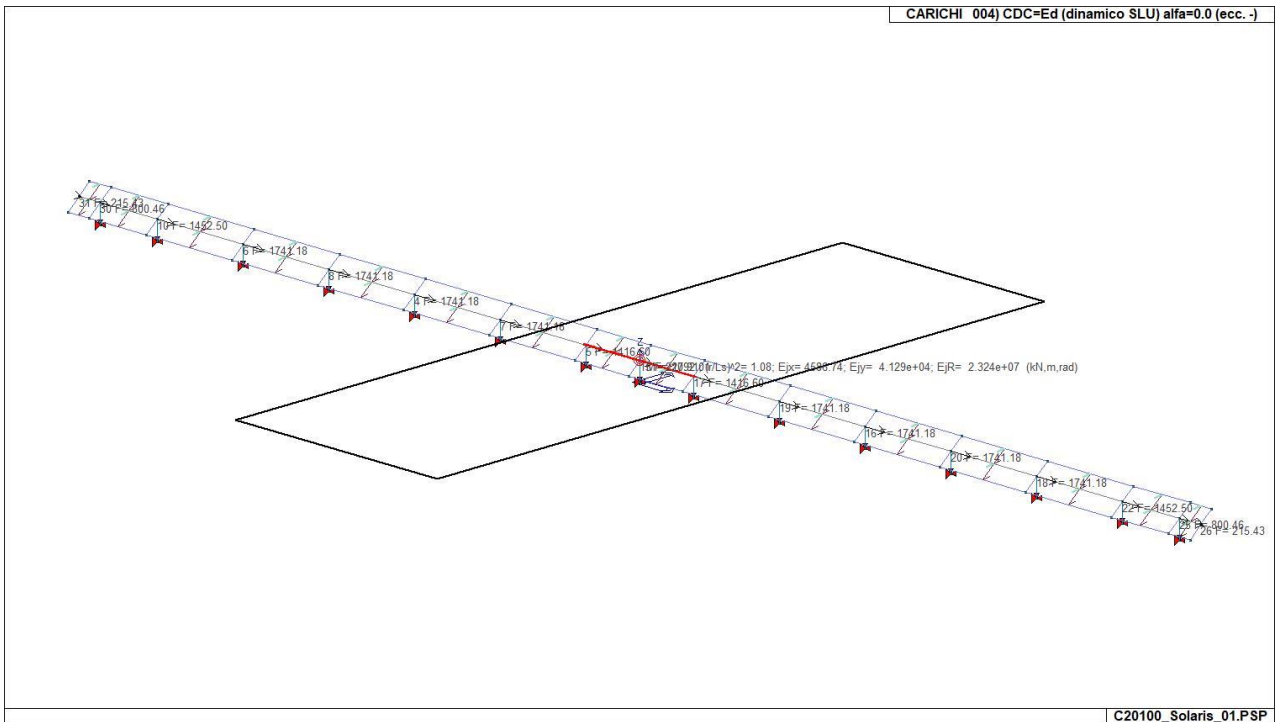 CARICHI 004) CDC=Ed (dinamico SLU) alfa=0.0 (ecc. -)
31 F= 215.43
30 F= 800.46
10 F= 1452.50
6 F= 1741.18
8 F= 1741.18
4 F= 1741.18
7 F= 1741.18
Z
(r/Ls)^2= 1.08; Ejx= 4580.74; Ejy= 4.129e+04; EjR= 2.324e+07 (kN,m,rad)
17 F= 1416.60
19 F= 1741.18
16 F= 1741.18
20 F= 1741.18
18 F= 1741.18
22 F= 1452.50
F= 800.46
26 F= 215.43
C20100_Solaris_01.PSP